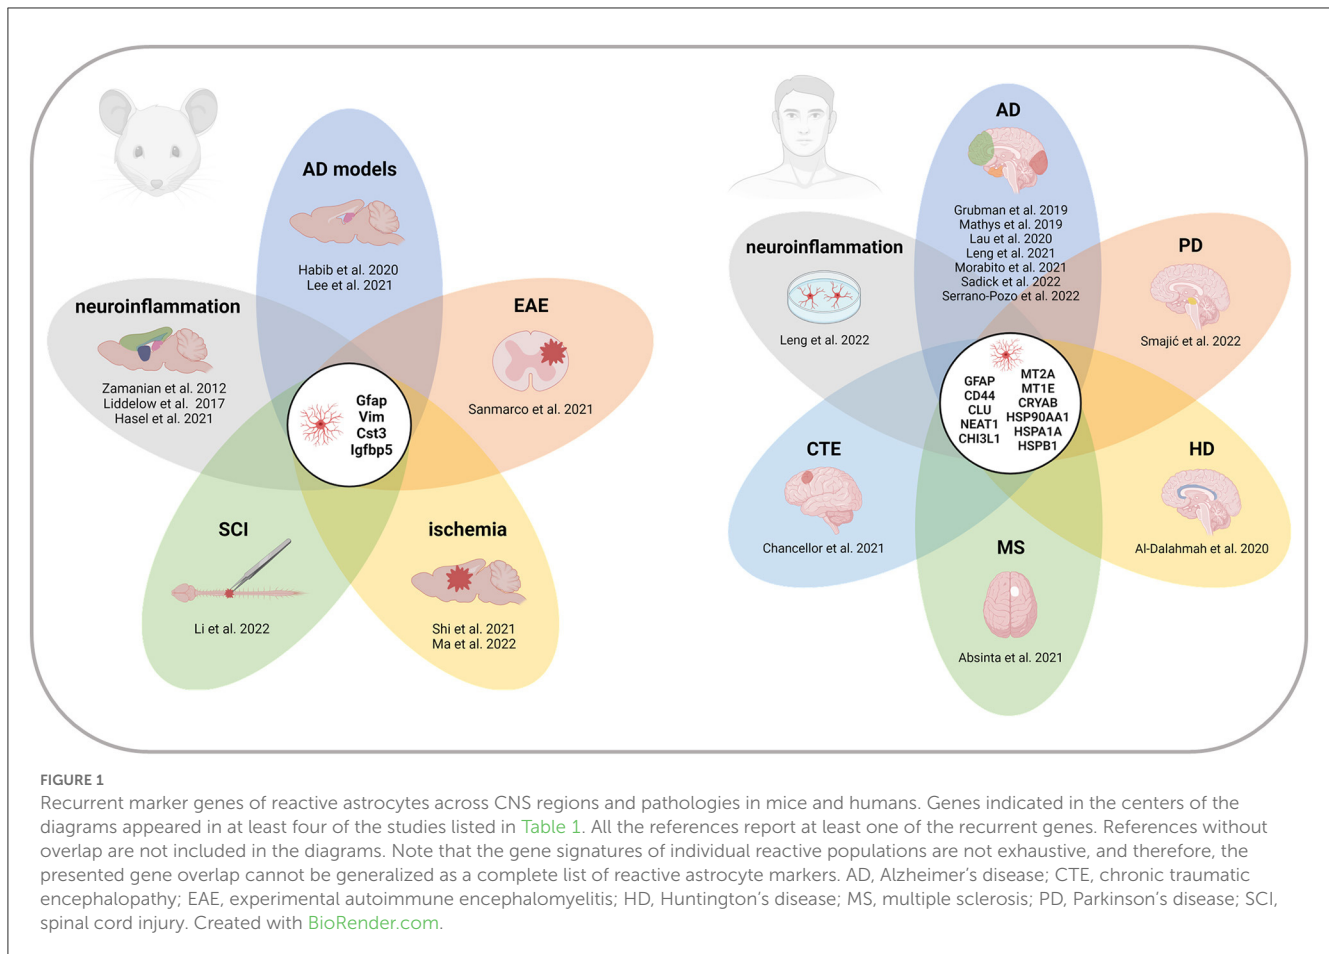 AD models
Habib et al. 2020
Lee et al. 2021
neuroinflammation
Zamanian et al. 2012
Liddelow et al. 2017
Hasel et al. 2021
EAE
Sanmarco et al. 2021
Gfap
Vim
Cst3
Igfbp5
SCI
Li et al. 2022
ischemia
Shi et al. 2021
Ma et al. 2022
AD
Grubman et al. 2019
Mathys et al. 2019
Lau et al. 2020
Leng et al. 2021
Morabito et al. 2021
Sadick et al. 2022
Serrano-Pozo et al. 2022
neuroinflammation
Leng et al. 2022
PD
Smajić et al. 2022
GFAP
CD44
CLU
NEAT1
CHI3L1
MT2A
MT1E
CRYAB
HSP90AA1
HSPA1A
HSPB1
CTE
Chancellor et al. 2021
HD
Al-Dalahmah et al. 2020
MS
Absinta et al. 2021
FIGURE 1
Recurrent marker genes of reactive astrocytes across CNS regions and pathologies in mice and humans. Genes indicated in the centers of the
diagrams appeared in at least four of the studies listed in Table 1. All the references report at least one of the recurrent genes. References without
overlap are not included in the diagrams. Note that the gene signatures of individual reactive populations are not exhaustive, and therefore, the
presented gene overlap cannot be generalized as a complete list of reactive astrocyte markers. AD, Alzheimer's disease; CTE, chronic traumatic
encephalopathy; EAE, experimental autoimmune encephalomyelitis; HD, Huntington's disease; MS, multiple sclerosis; PD, Parkinson's disease; SCI,
spinal cord injury. Created with BioRender.com.